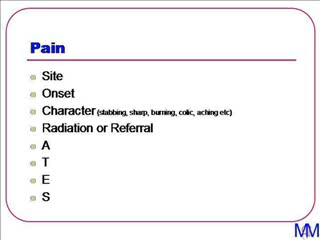 Pain
Site
Onset
Character (stabbing, sharp, burning, colic, aching etc)
Radiation or Referral
A
T
E
S
MM